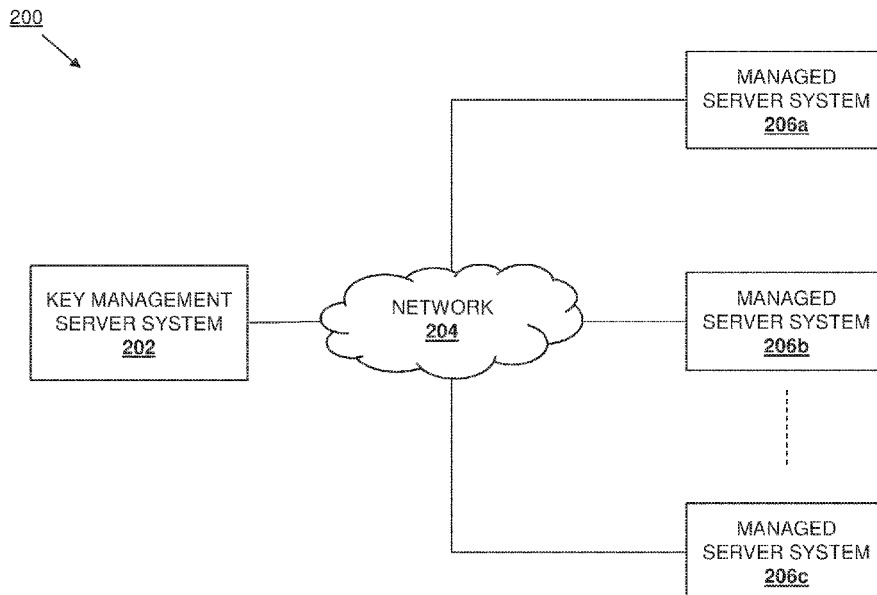 200
MANAGED
SERVER SYSTEM
206a
KEY MANAGEMENT
SERVER SYSTEM
202
NETWORK
204
MANAGED
SERVER SYSTEM
206b
MANAGED
SERVER SYSTEM
206c